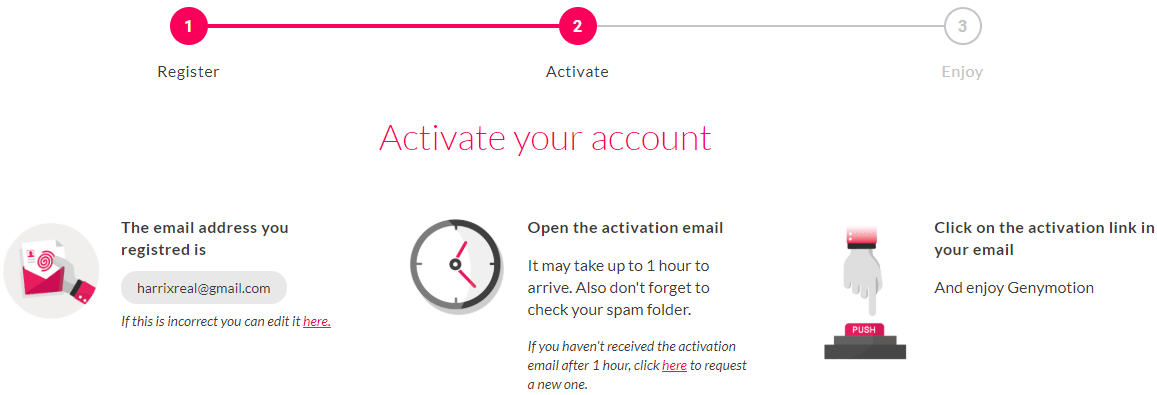 1
2
3
Register
Activate
Enjoy
Activate your account
The email address you
registred is
harrixreal@gmail.com
If this is incorrect you can edit it here.
Open the activation email
It may take up to 1 hour to
arrive. Also don't forget to
check your spam folder.
If you haven't received the activation
email after 1 hour, click here to request
a new one.
PUSH
Click on the activation link in
your email
And enjoy Genymotion